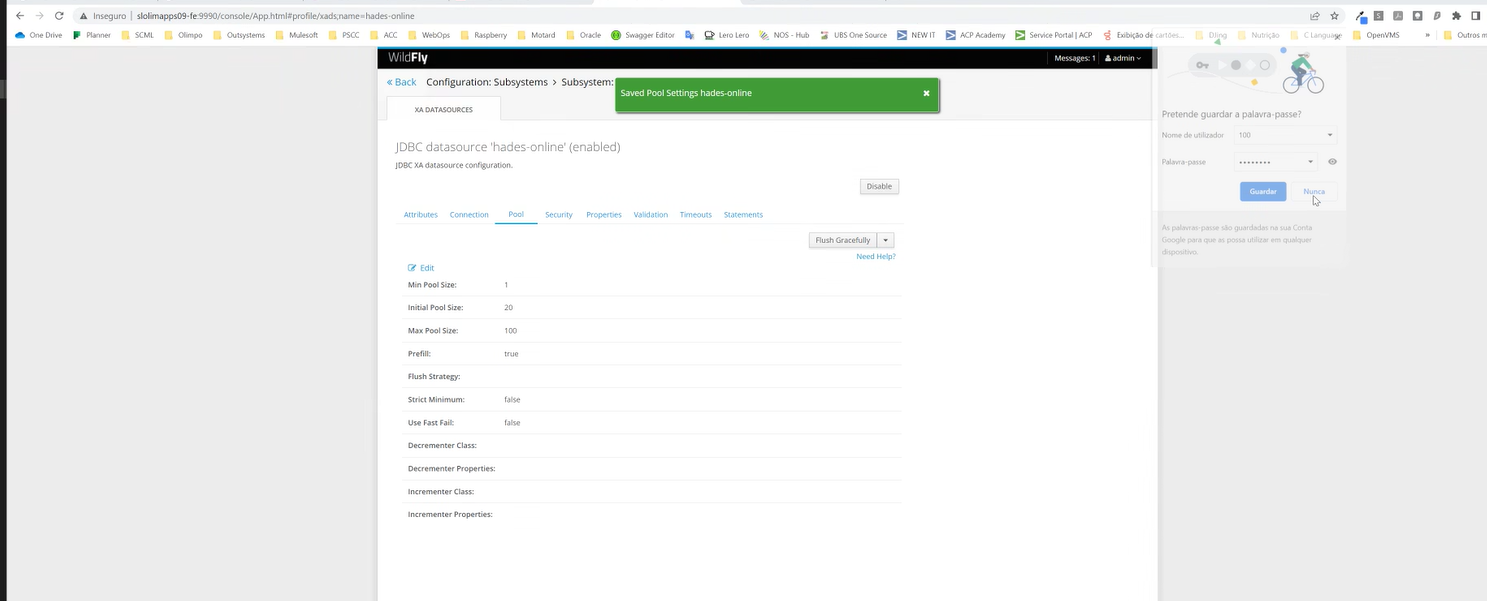 Inseguro | slolimapps09-fe:9990/console/App.html#profile/xads;name=hades-online
One Drive Planner SCML Olimpo Outsystems Mulesoft PSCC ACC WebOps Raspberry Motard Oracle Swagger Editor Lero Lero NOS - Hub UBS One Source NEW IT ACP Academy Service Portal | ACP Exibição de cartões... DJing Nutrição C Language OpenVMS » Outros m
WildFly Messages: 1 admin
« Back Configuration: Subsystems > Subsystem:
Saved Pool Settings hades-online
XA DATASOURCES
JDBC datasource 'hades-online' (enabled)
JDBC XA datasource configuration.
Disable
Attributes Connection Pool Security Properties Validation Timeouts Statements
Flush Gracefully
Need Help?
Edit
Min Pool Size: 1
Initial Pool Size: 20
Max Pool Size: 100
Prefill: true
Flush Strategy:
Strict Minimum: false
Use Fast Fail: false
Decrementer Class:
Decrementer Properties:
Incrementer Class:
Incrementer Properties:
Pretende guardar a palavra-passe?
Nome de utilizador 100
Palavra-passe ••••••••
Guardar Nunca
As palavras-passe são guardadas na sua Conta
Google para que as possa utilizar em qualquer
dispositivo.